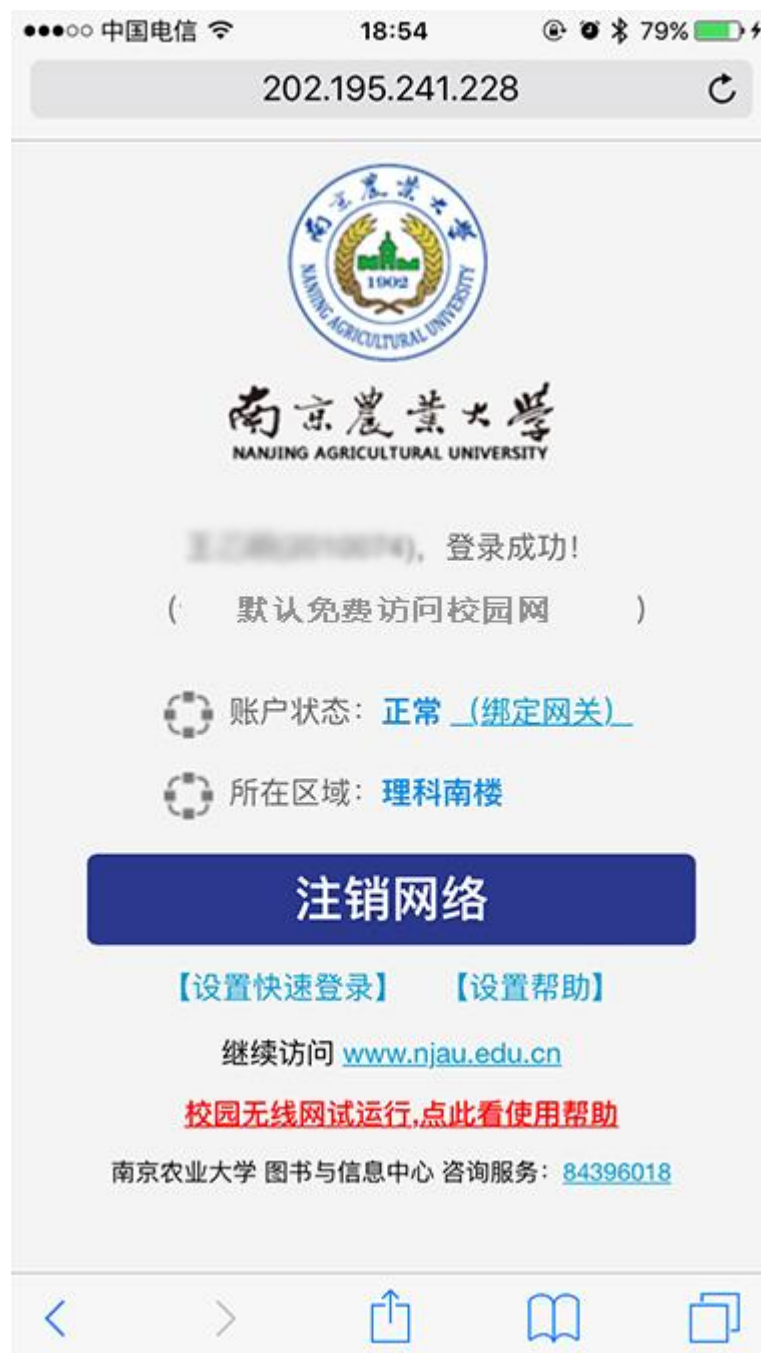 中国电信 18:54 79%
202.195.241.228
南京農業大學
NANJING AGRICULTURAL UNIVERSITY
1902
南京農業大學
NANJING AGRICULTURAL UNIVERSITY
，登录成功！
（ 默认免费访问校园网 ）
账户状态：正常 （绑定网关）
所在区域：理科南楼
注销网络
【设置快速登录】 【设置帮助】
继续访问 www.njau.edu.cn
校园无线网试运行,点此看使用帮助
南京农业大学 图书与信息中心 咨询服务：84396018